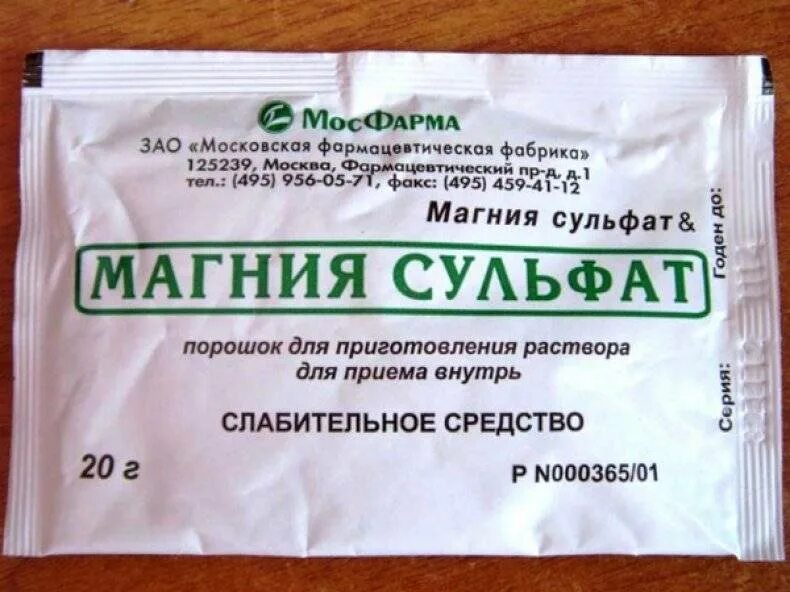 МосФАРМА
ЗАО «Московская фармацевтическая фабрика»
125239, Москва, Фармацевтический пр-д, д.1
тел.: (495) 956-05-71, факс: (495) 459-41-12
Магния сульфат &
МАГНИЯ СУЛЬФАТ
порошок для приготовления раствора
для приема внутрь
СЛАБИТЕЛЬНОЕ СРЕДСТВО
20 г
Р N000365/01
Годен до:
Серия: